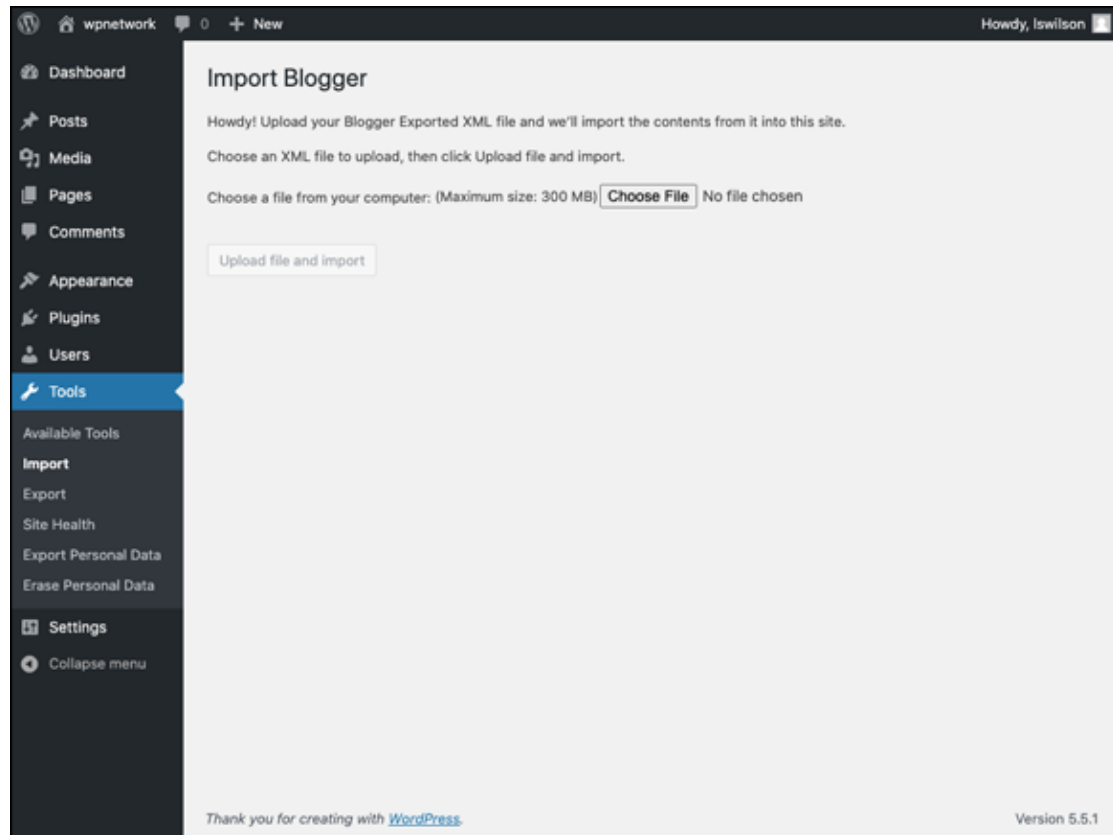 wpnetwork 0 + New Howdy, lswilson
Dashboard
Posts
Media
Pages
Comments
Appearance
Plugins
Users
Tools
Available Tools
Import
Export
Site Health
Export Personal Data
Erase Personal Data
Settings
Collapse menu
Import Blogger
Howdy! Upload your Blogger Exported XML file and we'll import the contents from it into this site.
Choose an XML file to upload, then click Upload file and import.
Choose a file from your computer: (Maximum size: 300 MB) Choose File No file chosen
Upload file and import
Thank you for creating with WordPress. Version 5.5.1